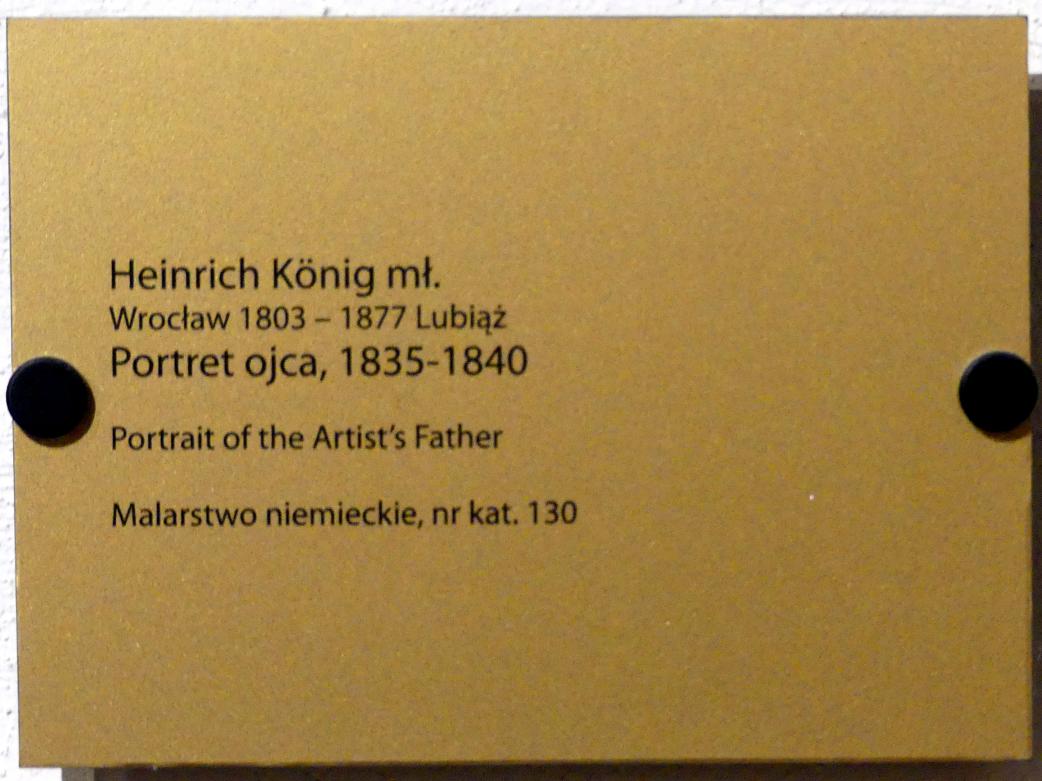 Heinrich König mł.
Wrocław 1803 – 1877 Lubiąż
Portret ojca, 1835-1840
Portrait of the Artist’s Father
Malarstwo niemieckie, nr kat. 130